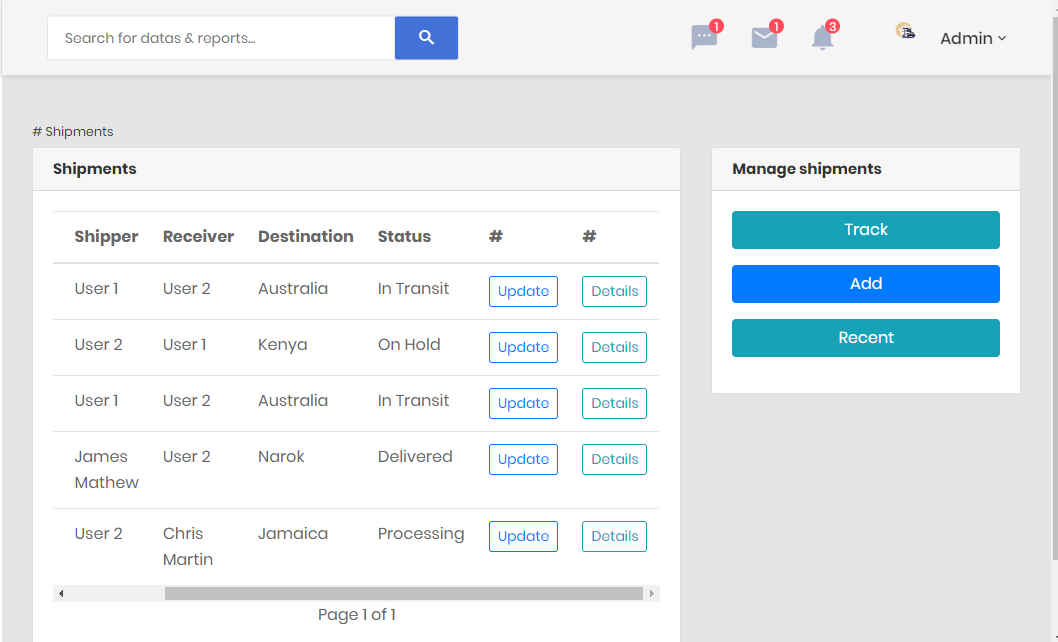 Search for datas & reports...
1
1
3
Admin
# Shipments
Shipments
Shipper Receiver Destination Status # #
User 1 User 2 Australia In Transit Update Details
User 2 User 1 Kenya On Hold Update Details
User 1 User 2 Australia In Transit Update Details
James User 2 Narok Delivered Update Details
Mathew
User 2 Chris Jamaica Processing Update Details
Martin
Page 1 of 1
Manage shipments
Track
Add
Recent